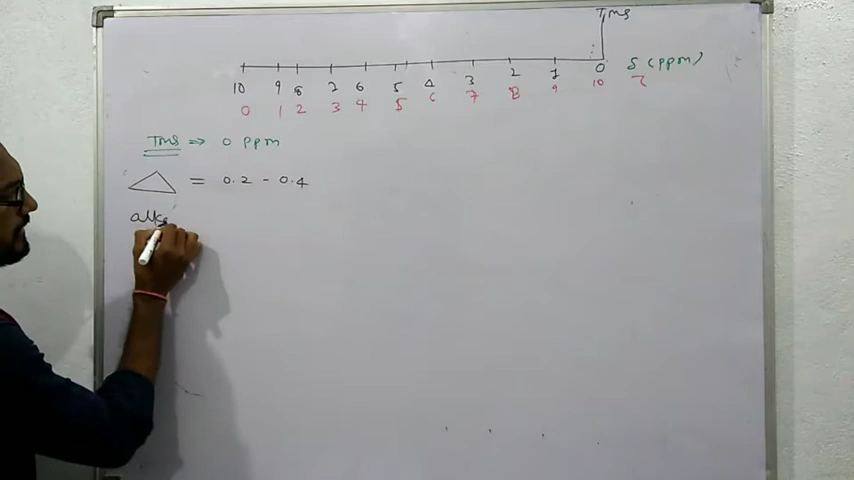 Tms
10 9 8 7 6 5 4 3 2 1 0 δ (ppm)
0 1 2 3 4 5 6 7 8 9 10 τ
Tms ⇒ 0 ppm
= 0.2 - 0.4
alka